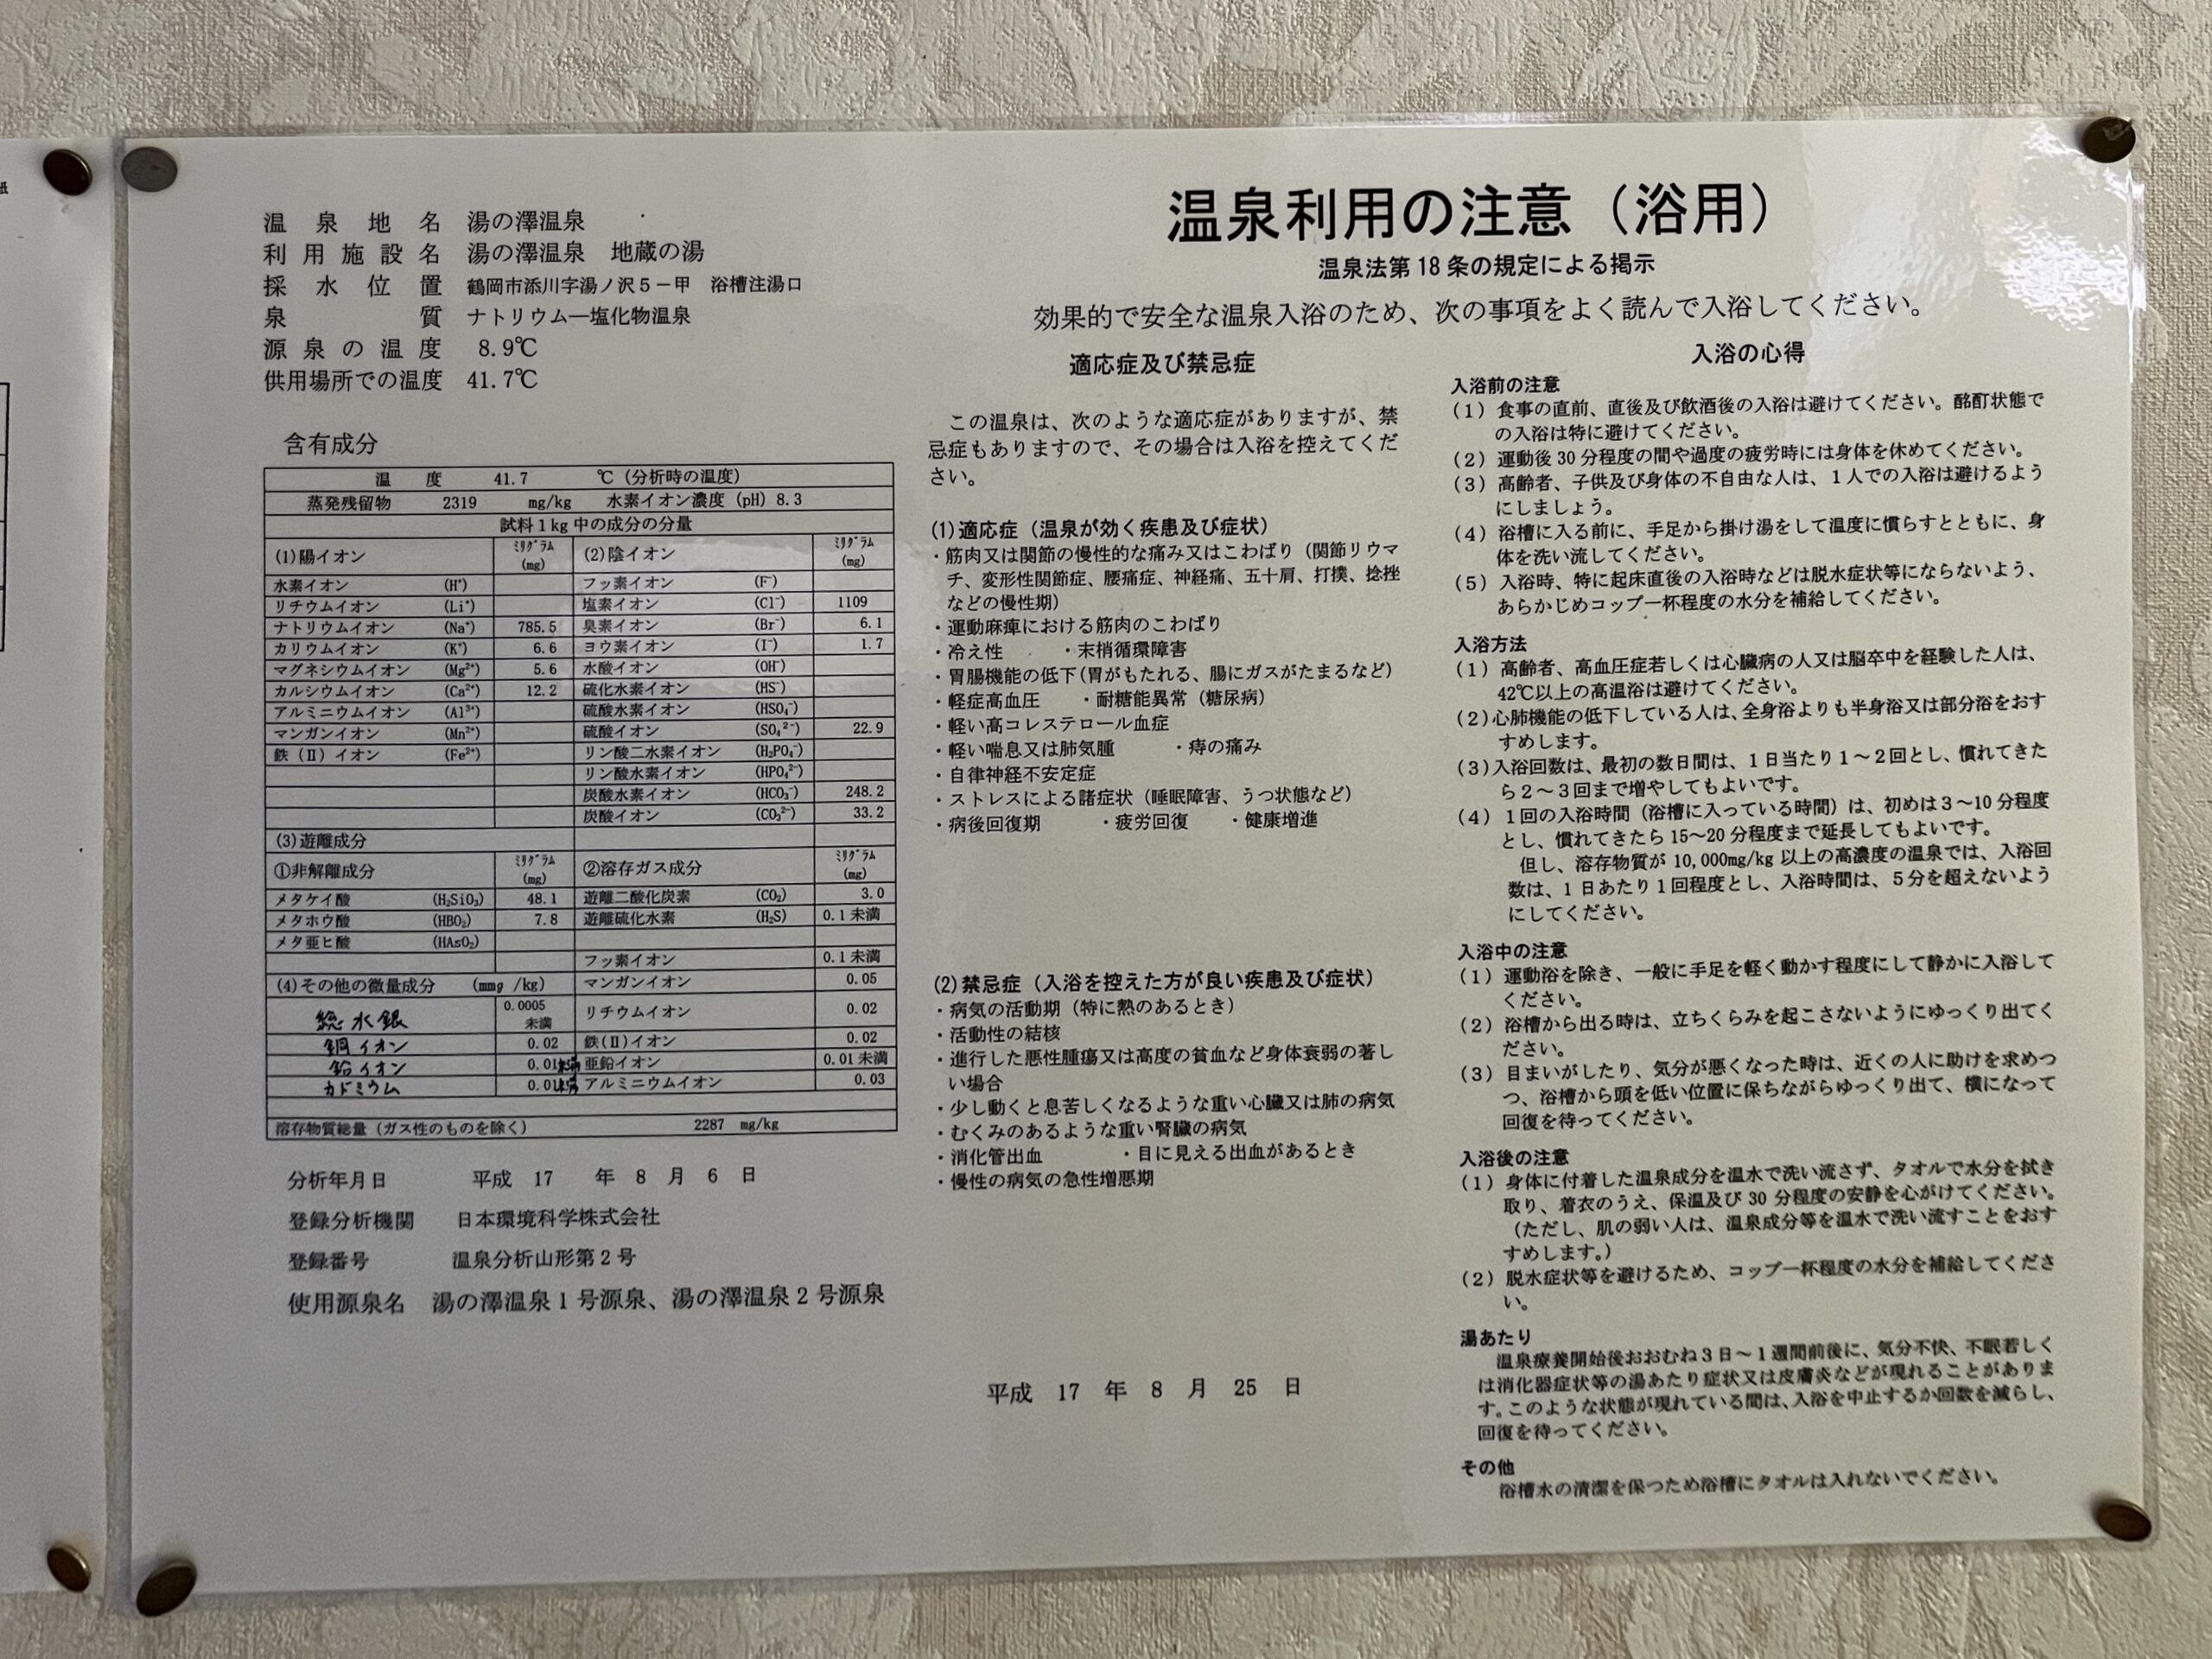 温泉地名 湯の澤温泉
利用施設名 湯の澤温泉 地蔵の湯
採水位置 鶴岡市添川字湯ノ沢5−甲 浴槽注湯口
泉質 ナトリウム―塩化物温泉
源泉の温度 8.9℃
供用場所での温度 41.7℃
含有成分
温度 41.7 ℃(分析時の温度)
蒸発残留物 2319 mg/kg 水素イオン濃度(pH) 8.3
試料1kg中の成分の分量
(1)陽イオン ミリグラム(mg) (2)陰イオン ミリグラム(mg)
水素イオン (H⁺) フッ素イオン (F⁻)
リチウムイオン (Li⁺) 塩素イオン (Cl⁻) 1109
ナトリウムイオン (Na⁺) 785.5 臭素イオン (Br⁻) 6.1
カリウムイオン (K⁺) 6.6 ヨウ素イオン (I⁻) 1.7
マグネシウムイオン (Mg²⁺) 5.6 水酸イオン (OH⁻)
カルシウムイオン (Ca²⁺) 12.2 硫化水素イオン (HS⁻)
アルミニウムイオン (Al³⁺) 硫酸水素イオン (HSO₄⁻)
マンガンイオン (Mn²⁺) 硫酸イオン (SO₄²⁻) 22.9
鉄(Ⅱ)イオン (Fe²⁺) リン酸二水素イオン (H₂PO₄⁻)
リン酸水素イオン (HPO₄²⁻)
炭酸水素イオン (HCO₃⁻) 248.2
炭酸イオン (CO₃²⁻) 33.2
(3)遊離成分
①非解離成分 ミリグラム(mg) ②溶存ガス成分 ミリグラム(mg)
メタケイ酸 (H₂SiO₃) 48.1 遊離二酸化炭素 (CO₂) 3.0
メタホウ酸 (HBO₂) 7.8 遊離硫化水素 (H₂S) 0.1未満
メタ亜ヒ酸 (HAsO₂)
フッ素イオン 0.1未満
(4)その他の微量成分 (mmg /kg) マンガンイオン 0.05
総水銀 0.0005未満 リチウムイオン 0.02
銅イオン 0.02 鉄(Ⅱ)イオン 0.02
鉛イオン 0.01未満 亜鉛イオン 0.01未満
カドミウム 0.01未満 アルミニウムイオン 0.03
溶存物質総量(ガス性のものを除く) 2287 mg/kg
分析年月日 平成 17 年 8 月 6 日
登録分析機関 日本環境科学株式会社
登録番号 温泉分析山形第2号
使用源泉名 湯の澤温泉1号源泉、湯の澤温泉2号源泉
温泉利用の注意(浴用)
温泉法第18条の規定による掲示
効果的で安全な温泉入浴のため、次の事項をよく読んで入浴してください。
適応症及び禁忌症
この温泉は、次のような適応症がありますが、禁
忌症もありますので、その場合は入浴を控えてくだ
さい。
(1)適応症(温泉が効く疾患及び症状)
・筋肉又は関節の慢性的な痛み又はこわばり(関節リウマ
チ、変形性関節症、腰痛症、神経痛、五十肩、打撲、捻挫
などの慢性期)
・運動麻痺における筋肉のこわばり
・冷え性 ・末梢循環障害
・胃腸機能の低下(胃がもたれる、腸にガスがたまるなど)
・軽症高血圧 ・耐糖能異常(糖尿病)
・軽い高コレステロール血症
・軽い喘息又は肺気腫 ・痔の痛み
・自律神経不安定症
・ストレスによる諸症状(睡眠障害、うつ状態など)
・病後回復期 ・疲労回復 ・健康増進
(2)禁忌症(入浴を控えた方が良い疾患及び症状)
・病気の活動期(特に熱のあるとき)
・活動性の結核
・進行した悪性腫瘍又は高度の貧血など身体衰弱の著し
い場合
・少し動くと息苦しくなるような重い心臓又は肺の病気
・むくみのあるような重い腎臓の病気
・消化管出血 ・目に見える出血があるとき
・慢性の病気の急性増悪期
平成 17 年 8 月 25 日
入浴の心得
入浴前の注意
(1)食事の直前、直後及び飲酒後の入浴は避けてください。酩酊状態で
の入浴は特に避けてください。
(2)運動後30分程度の間や過度の疲労時には身体を休めてください。
(3)高齢者、子供及び身体の不自由な人は、1人での入浴は避けるよう
にしましょう。
(4)浴槽に入る前に、手足から掛け湯をして温度に慣らすとともに、身
体を洗い流してください。
(5)入浴時、特に起床直後の入浴時などは脱水症状等にならないよう、
あらかじめコップ一杯程度の水分を補給してください。
入浴方法
(1)高齢者、高血圧症若しくは心臓病の人又は脳卒中を経験した人は、
42℃以上の高温浴は避けてください。
(2)心肺機能の低下している人は、全身浴よりも半身浴又は部分浴をおす
すめします。
(3)入浴回数は、最初の数日間は、1日当たり1～2回とし、慣れてきた
ら2～3回まで増やしてもよいです。
(4)1回の入浴時間(浴槽に入っている時間)は、初めは3～10分程度
とし、慣れてきたら15～20分程度まで延長してもよいです。
但し、溶存物質が10,000mg/kg以上の高濃度の温泉では、入浴回
数は、1日あたり1回程度とし、入浴時間は、5分を超えないよう
にしてください。
入浴中の注意
(1)運動浴を除き、一般に手足を軽く動かす程度にして静かに入浴して
ください。
(2)浴槽から出る時は、立ちくらみを起こさないようにゆっくり出てく
ださい。
(3)目まいがしたり、気分が悪くなった時は、近くの人に助けを求めつ
つ、浴槽から頭を低い位置に保ちながらゆっくり出て、横になって
回復を待ってください。
入浴後の注意
(1)身体に付着した温泉成分を温水で洗い流さず、タオルで水分を拭き
取り、着衣のうえ、保温及び30分程度の安静を心がけてください。
(ただし、肌の弱い人は、温泉成分等を温水で洗い流すことをおす
すめします。)
(2)脱水症状等を避けるため、コップ一杯程度の水分を補給してくださ
い。
湯あたり
温泉療養開始後おおむね3日～1週間前後に、気分不快、不眠若しく
は消化器症状等の湯あたり症状又は皮膚炎などが現れることがありま
す。このような状態が現れている間は、入浴を中止するか回数を減らし、
回復を待ってください。
その他
浴槽水の清潔を保つため浴槽にタオルは入れないでください。